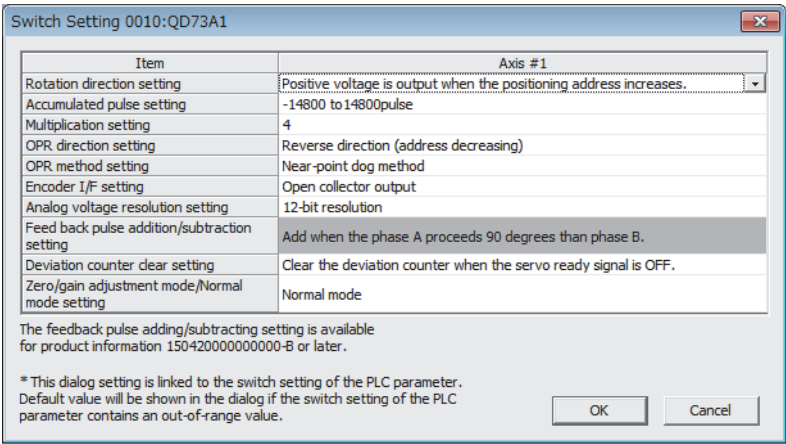 Switch Setting 0010:QD73A1
Item Axis #1
Rotation direction setting Positive voltage is output when the positioning address increases.
Accumulated pulse setting -14800 to14800pulse
Multiplication setting 4
OPR direction setting Reverse direction (address decreasing)
OPR method setting Near-point dog method
Encoder I/F setting Open collector output
Analog voltage resolution setting 12-bit resolution
Feed back pulse addition/subtraction
setting Add when the phase A proceeds 90 degrees than phase B.
Deviation counter clear setting Clear the deviation counter when the servo ready signal is OFF.
Zero/gain adjustment mode/Normal
mode setting Normal mode
The feedback pulse adding/subtracting setting is available
for product information 150420000000000-B or later.
* This dialog setting is linked to the switch setting of the PLC parameter.
Default value will be shown in the dialog if the switch setting of the PLC
parameter contains an out-of-range value.
OK Cancel